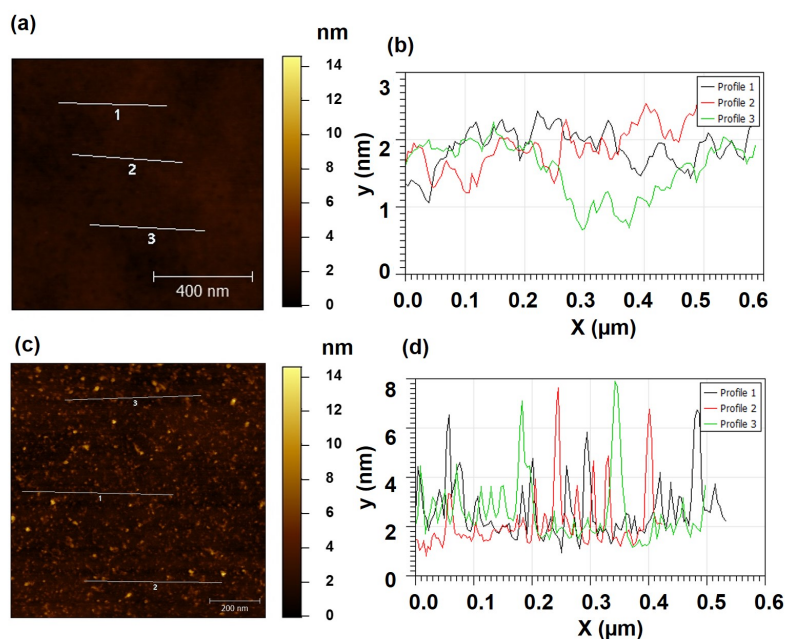 (a)
nm
14
12
10
8
6
4
2
0
1
2
3
400 nm
(b)
3
2
1
0
y (nm)
Profile 1
Profile 2
Profile 3
0.0 0.1 0.2 0.3 0.4 0.5 0.6
X (µm)
(c)
nm
14
12
10
8
6
4
2
0
3
1
2
200 nm
(d)
8
6
4
2
0
y (nm)
Profile 1
Profile 2
Profile 3
0.0 0.1 0.2 0.3 0.4 0.5 0.6
X (µm)